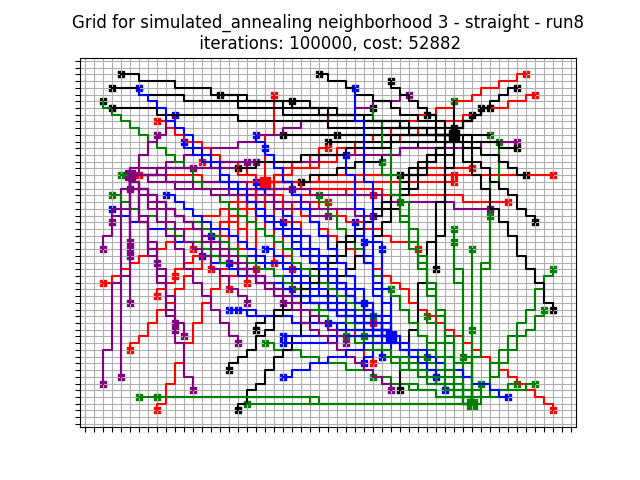 Grid for simulated_annealing neighborhood 3 - straight - run8
iterations: 100000, cost: 52882